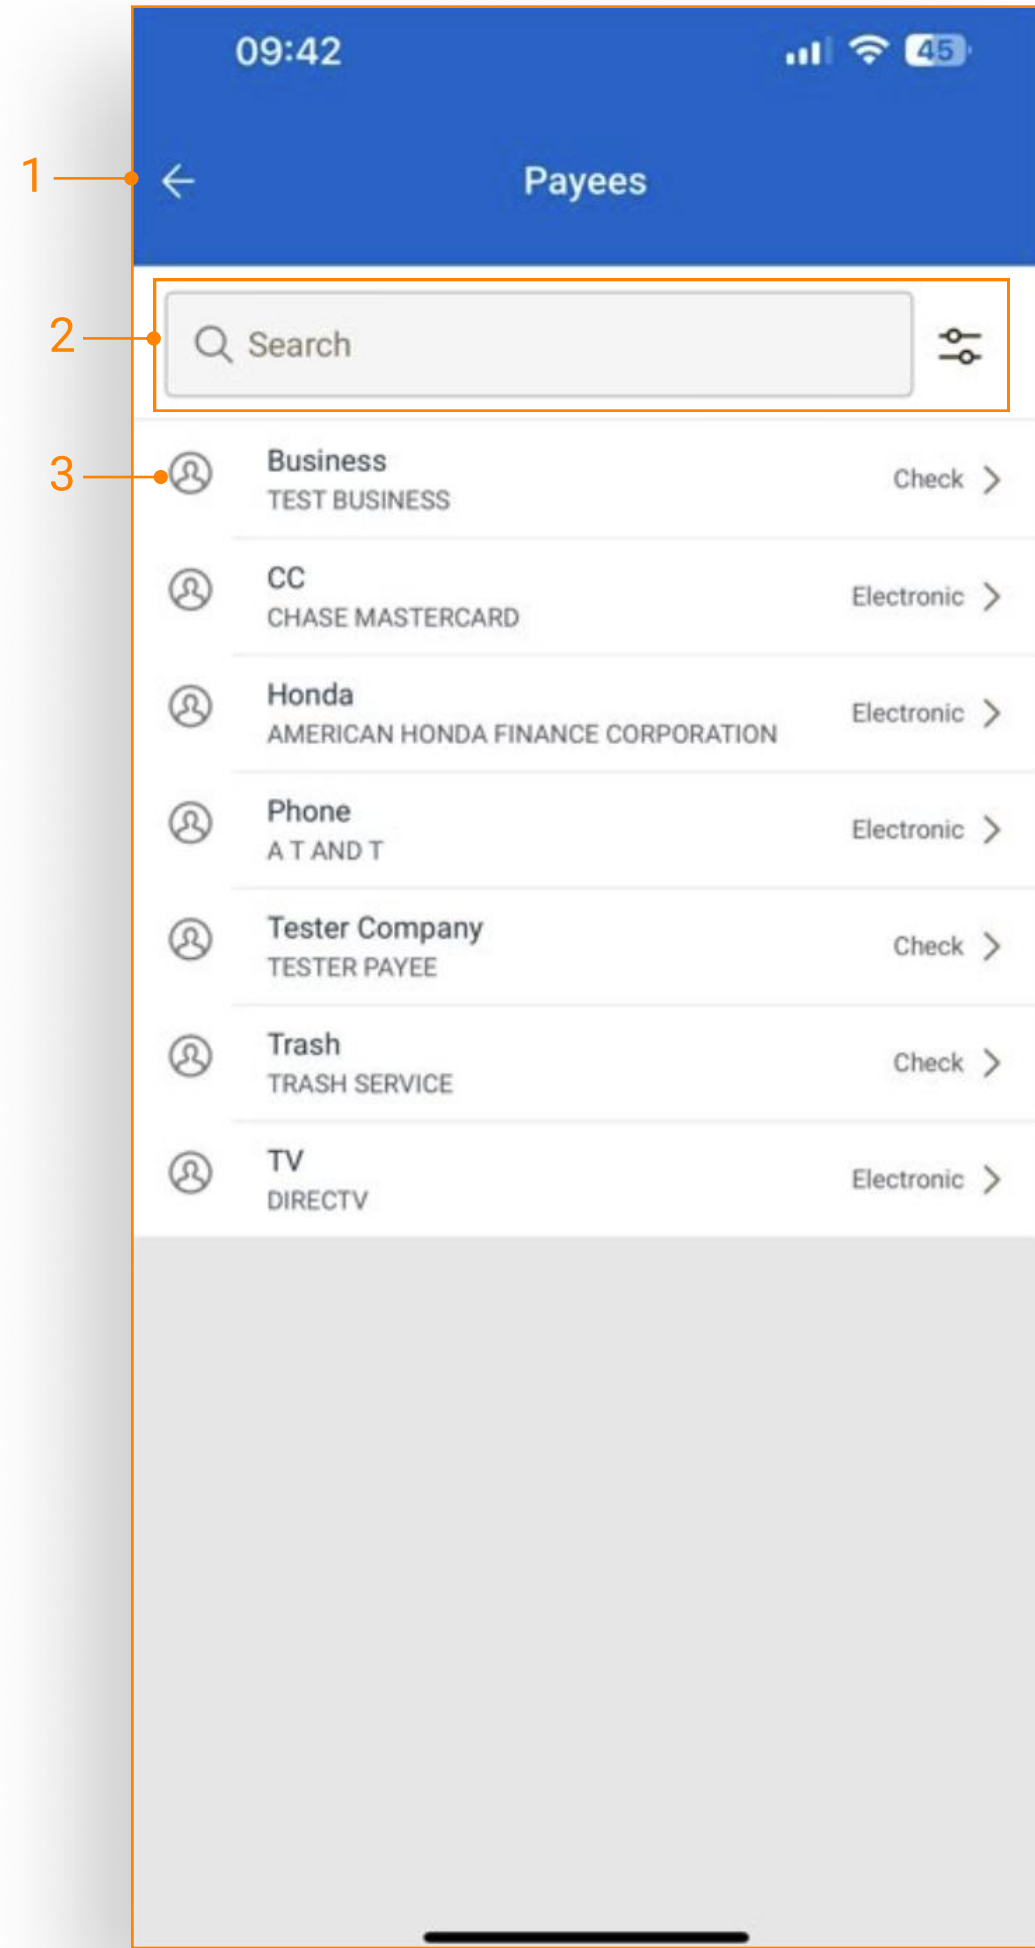 09:42
45
1
Payees
2
Search
3
Business
TEST BUSINESS
Check
CC
CHASE MASTERCARD
Electronic
Honda
AMERICAN HONDA FINANCE CORPORATION
Electronic
Phone
A T AND T
Electronic
Tester Company
TESTER PAYEE
Check
Trash
TRASH SERVICE
Check
TV
DIRECTV
Electronic